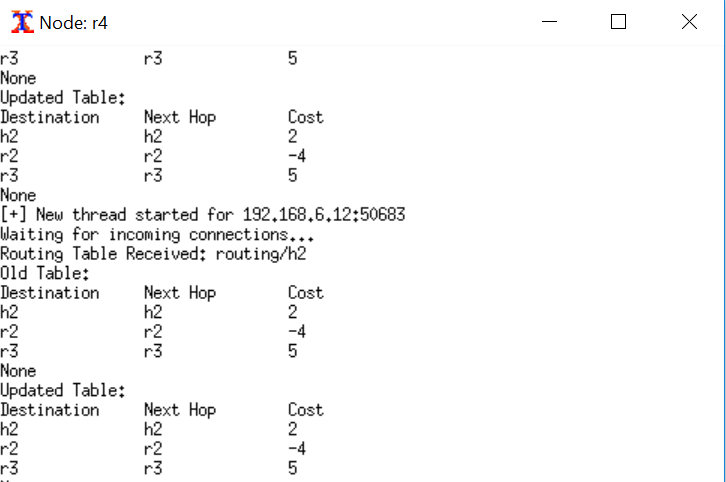 Node: r4
r3 r3 5
None
Updated Table:
Destination Next Hop Cost
h2 h2 2
r2 r2 -4
r3 r3 5
None
[+] New thread started for 192.168.6.12:50683
Waiting for incoming connections...
Routing Table Received: routing/h2
Old Table:
Destination Next Hop Cost
h2 h2 2
r2 r2 -4
r3 r3 5
None
Updated Table:
Destination Next Hop Cost
h2 h2 2
r2 r2 -4
r3 r3 5